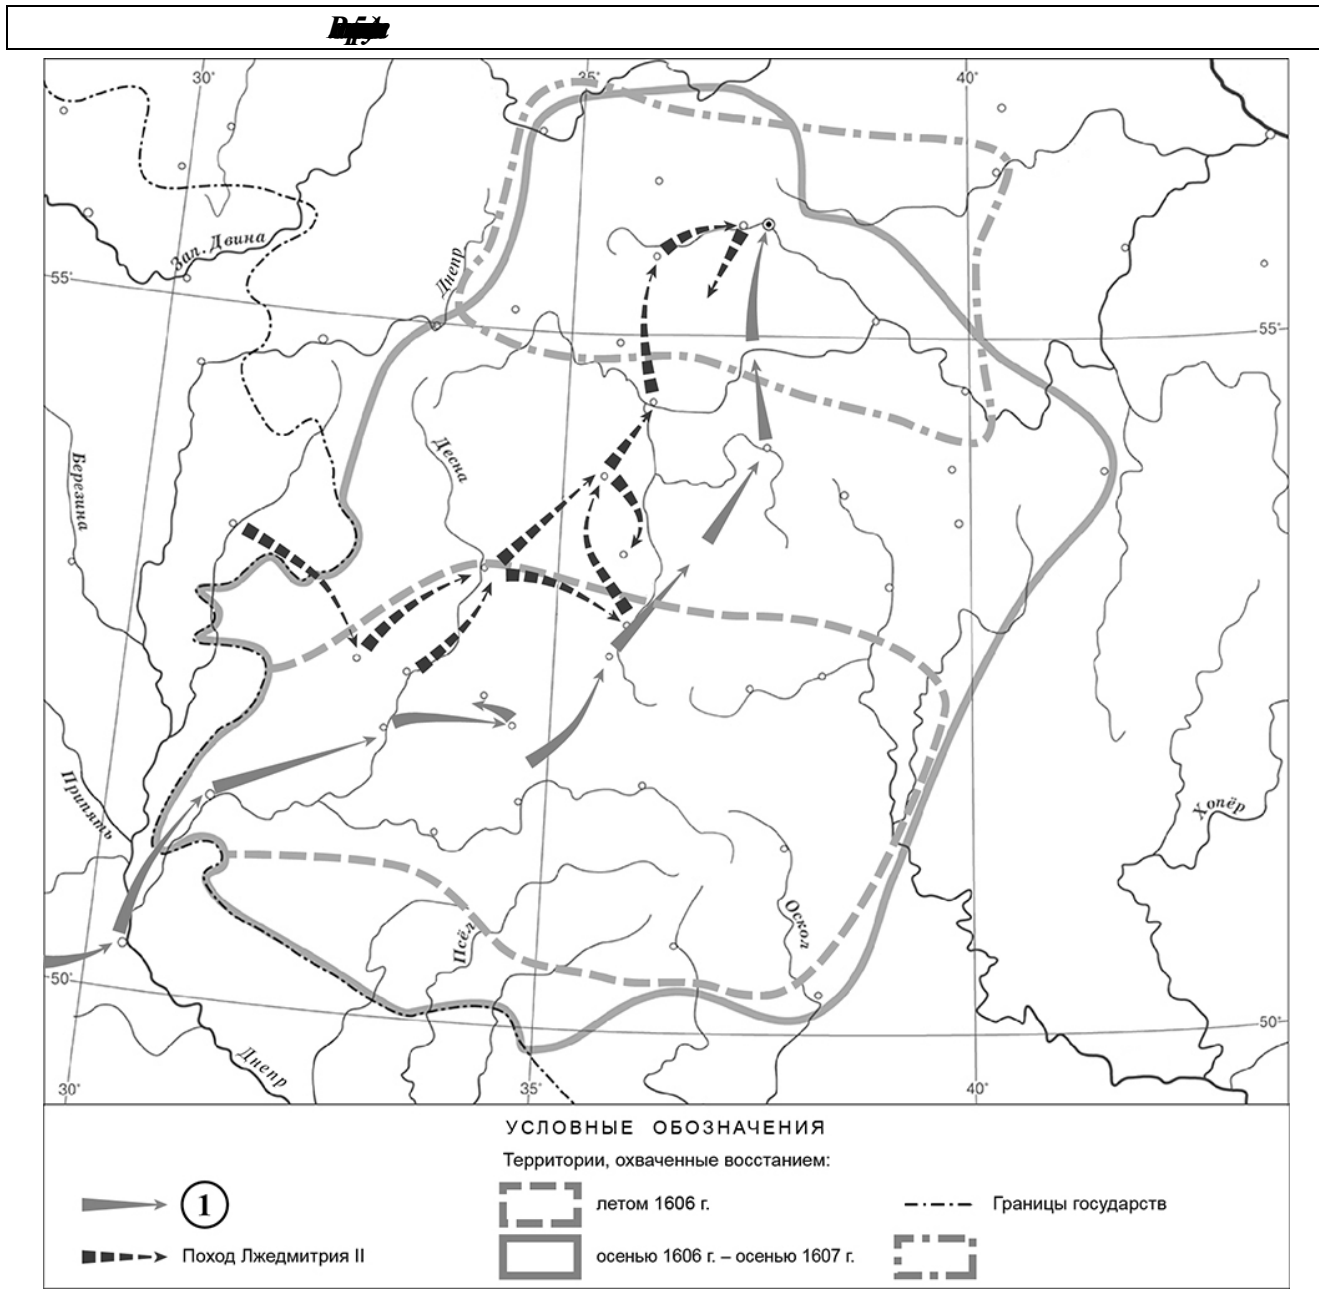 30°
35°
40°
Зап. Двина
Днепр
55°
55°
Десна
Березина
Припять
Хопёр
Оскол
Псёл
50°
50°
Днепр
30°
35°
40°
УСЛОВНЫЕ ОБОЗНАЧЕНИЯ
Территории, охваченные восстанием:
1
летом 1606 г.
Границы государств
Поход Лжедмитрия II
осенью 1606 г. – осенью 1607 г.